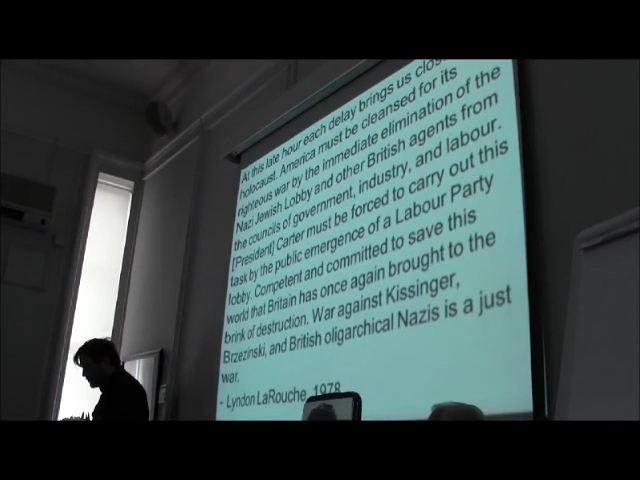 At this late hour each delay brings us
holocaust. America must be cleansed for its
righteous war by the immediate elimination of the
Nazi Jewish Lobby and other British agents from
the councils of government, industry, and labour.
[President] Carter must be forced to carry out this
task by the public emergence of a Labour Party
lobby. Competent and committed to save this
world that Britain has once again brought to the
brink of destruction. War against Kissinger,
Brzezinski, and British oligarchical Nazis is a just
war.
- Lyndon LaRouche, 1978